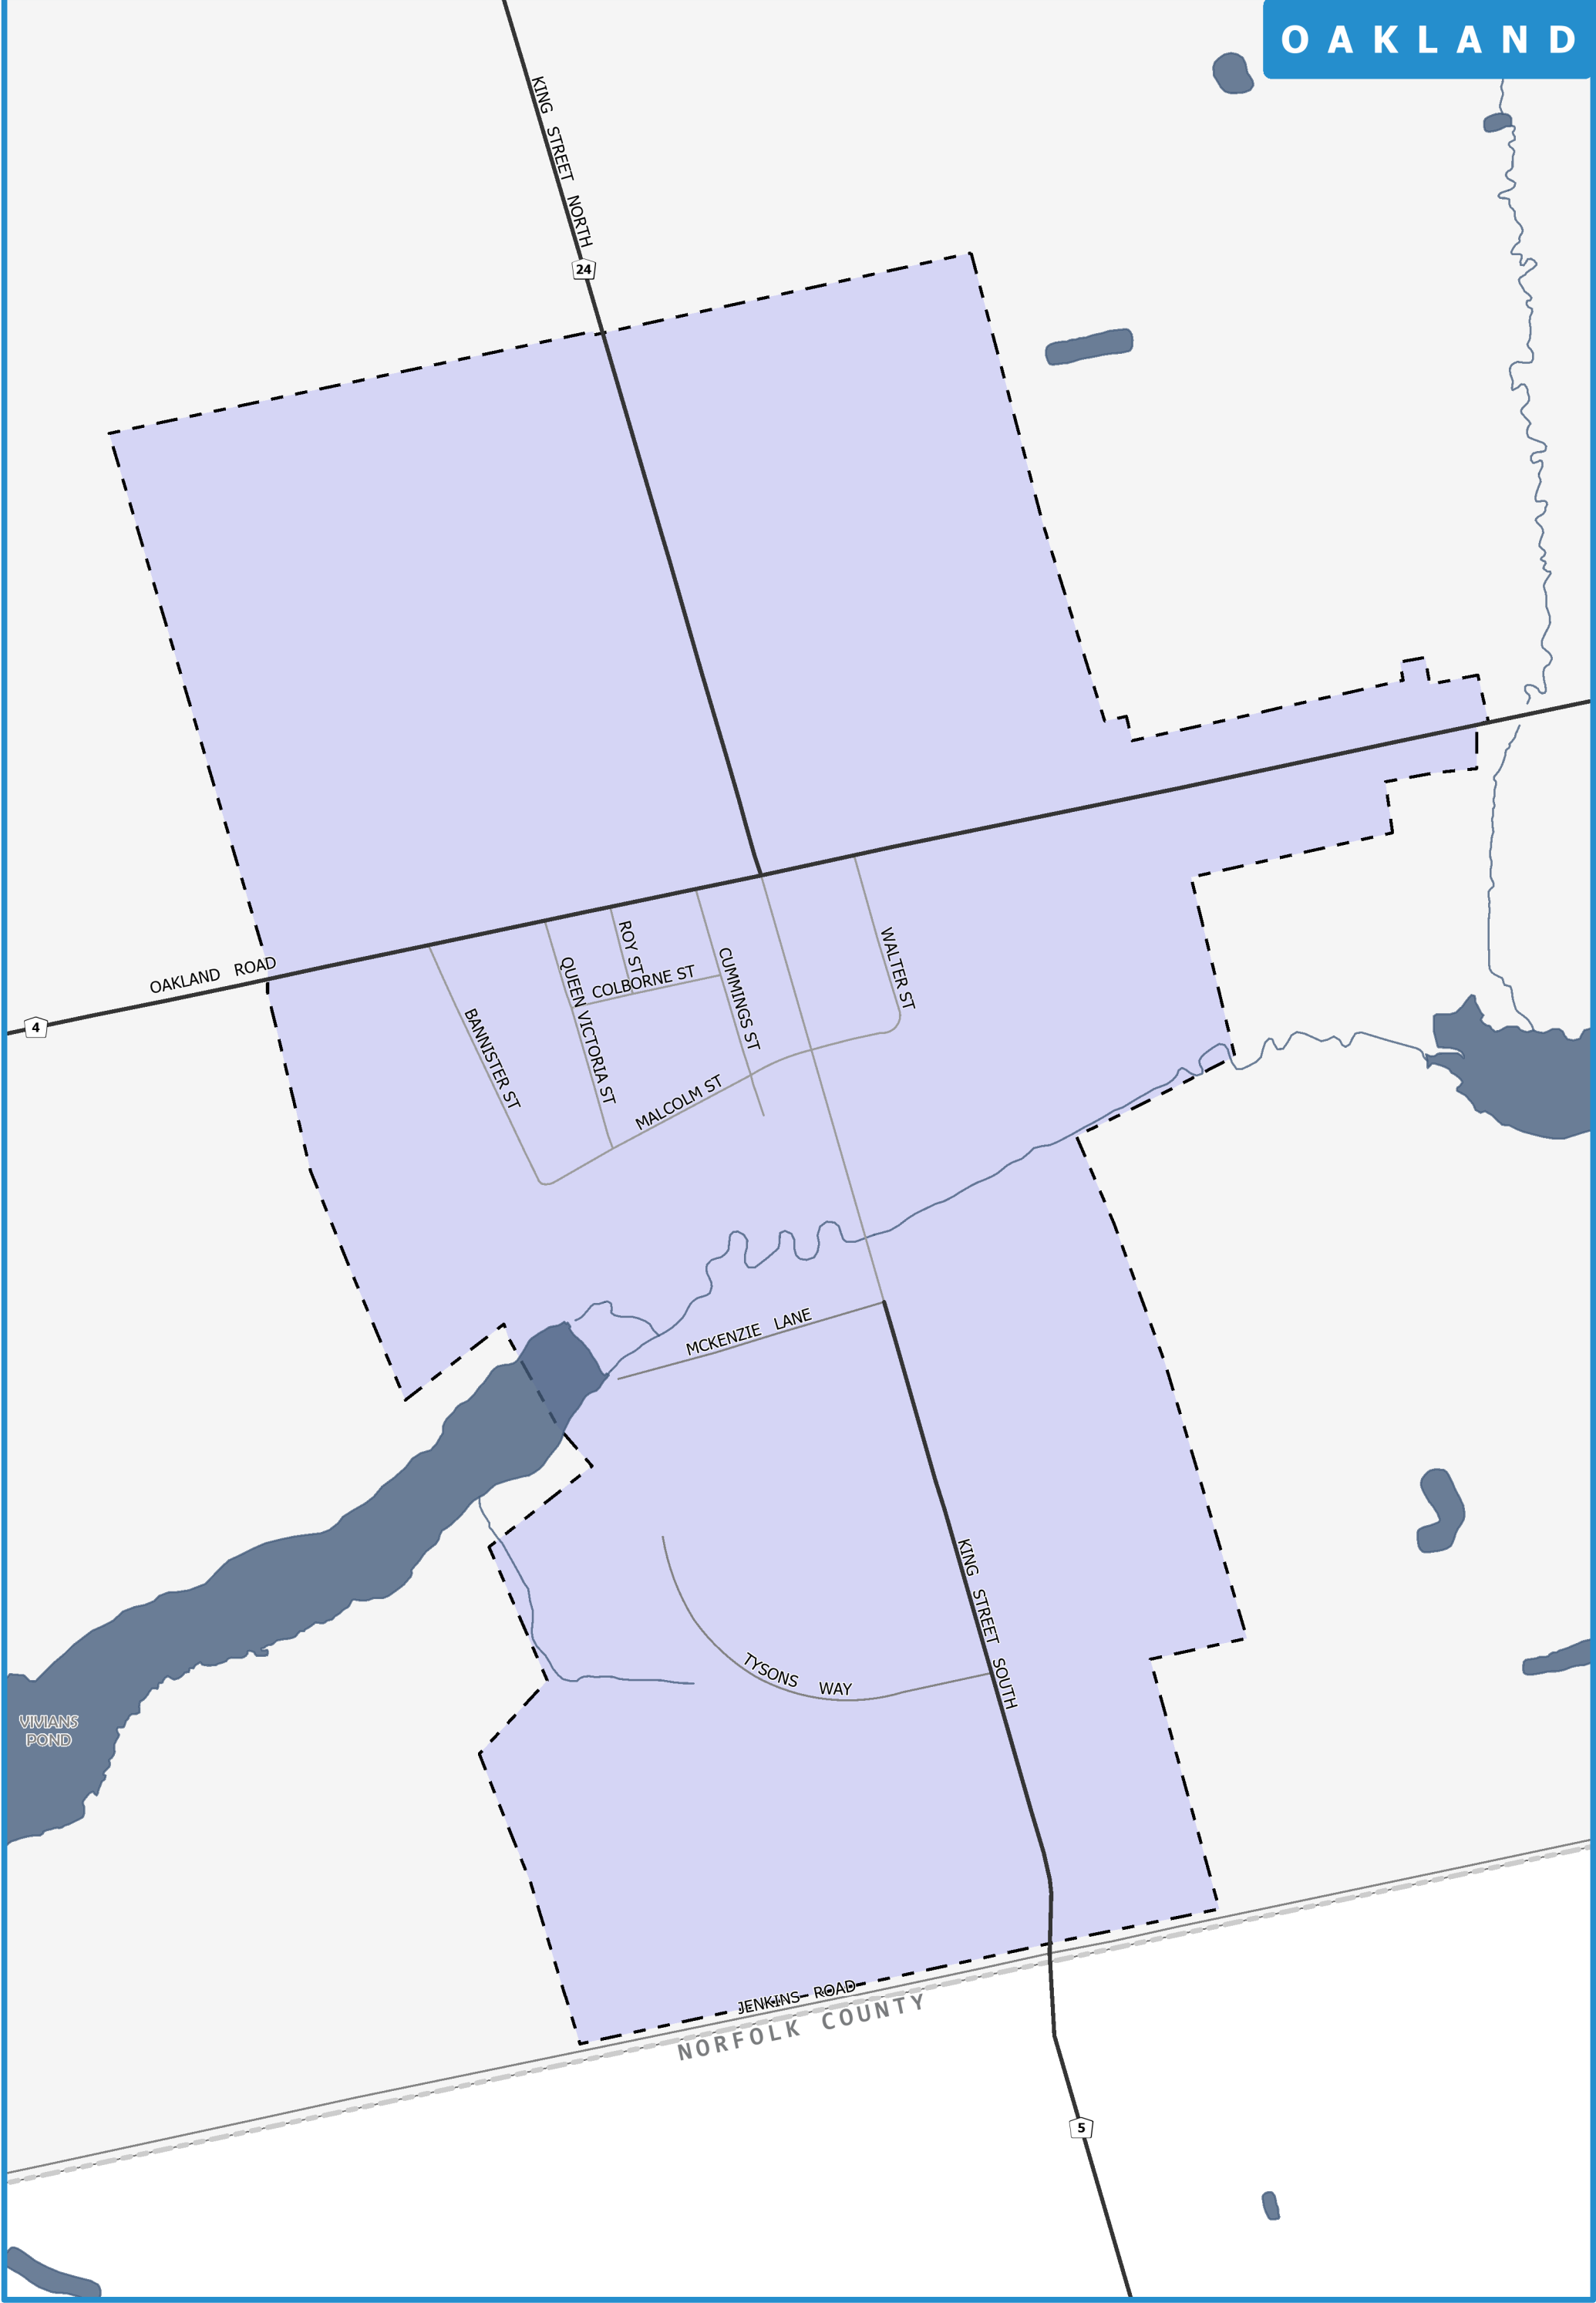 OAKLAND
KING STREET NORTH
24
OAKLAND ROAD
4
ROY ST
COLBORNE ST
QUEEN VICTORIA ST
CUMMINGS ST
WALTER ST
BANNISTER ST
MALCOLM ST
MCKENZIE LANE
KING STREET SOUTH
TYSONS WAY
VIVIANS
POND
JENKINS ROAD
NORFOLK COUNTY
5